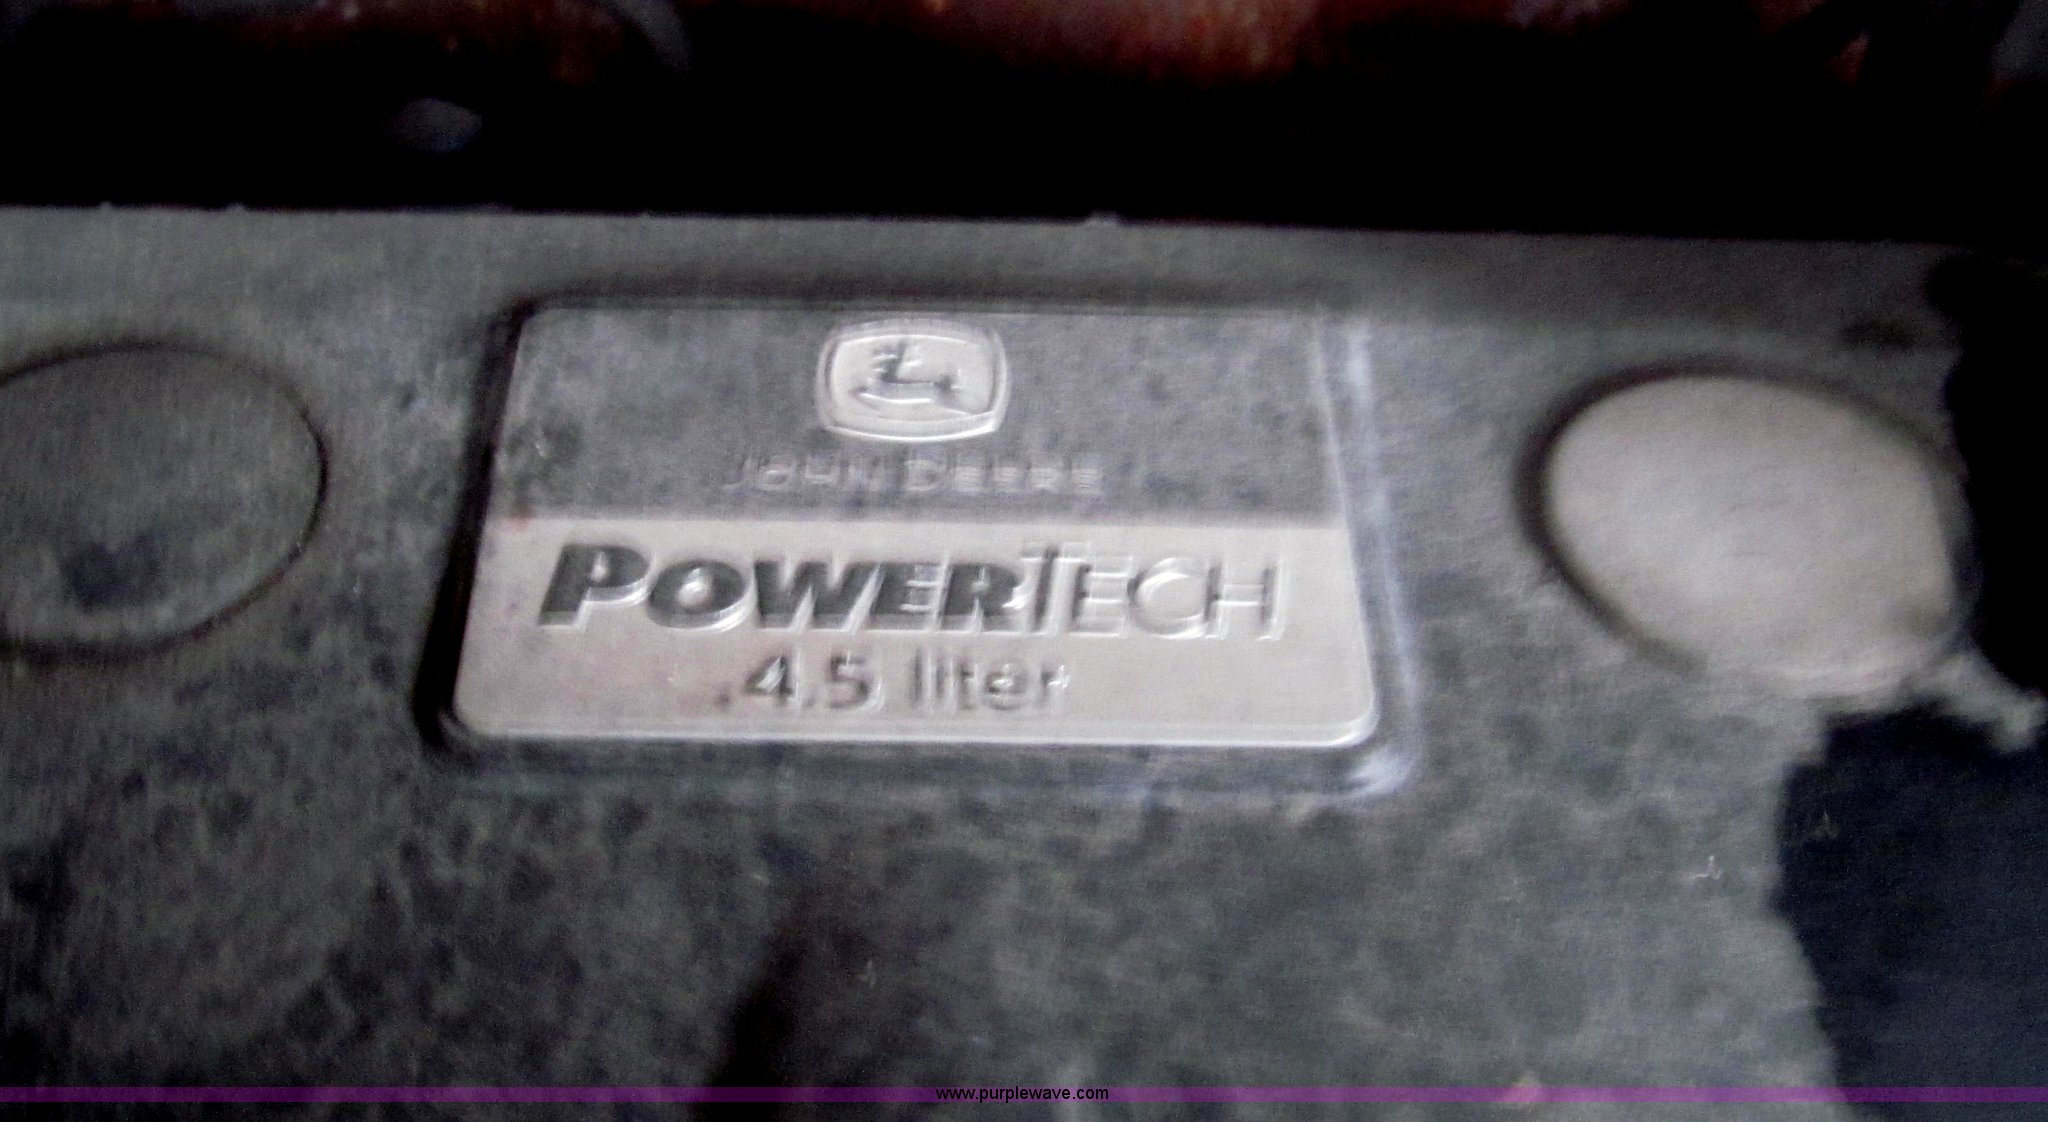 JOHN DEERE
POWERTECH
4.5 liter
www.purplewave.com